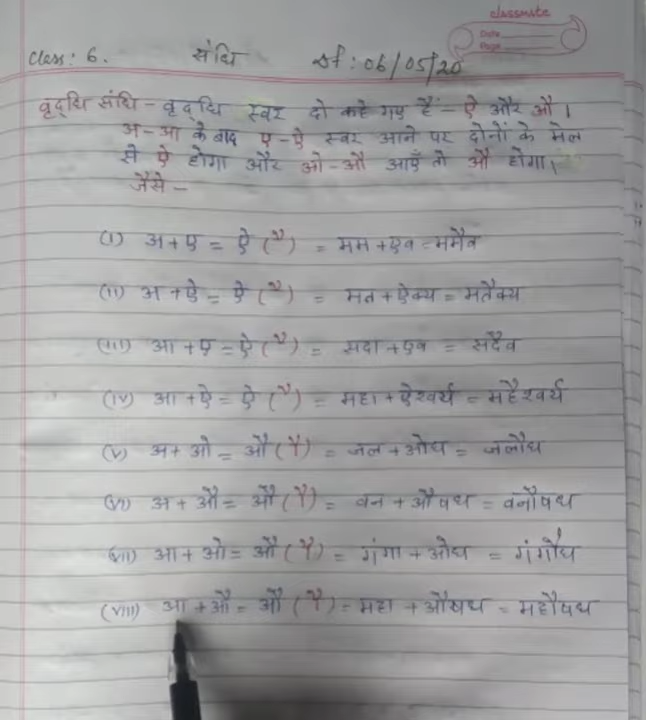 classmate
Date
Page
Class: 6. संधि Dt: 06/05/20
वृद्धि संधि - वृद्धि स्वर दो कहे गए हैं - ऐ और औ।
अ-आ के बाद ए-ऐ स्वर आने पर दोनों के मेल
से ऐ होगा और ओ-औ आएँ तो औ होगा।
जैसे -
(i) अ + ए = ऐ (ै) = मम + एव = ममैव
(ii) अ + ऐ = ऐ (ै) = मत + ऐक्य = मतैक्य
(iii) आ + ए = ऐ (ै) = सदा + एव = सदैव
(iv) आ + ऐ = ऐ (ै) = महा + ऐश्वर्य = महैश्वर्य
(v) अ + ओ = औ (ौ) = जल + ओघ = जलौघ
(vi) अ + औ = औ (ौ) = वन + औषध = वनौषध
(vii) आ + ओ = औ (ौ) = गंगा + ओघ = गंगौघ
(viii) आ + औ = औ (ौ) = महा + औषध = महौषध